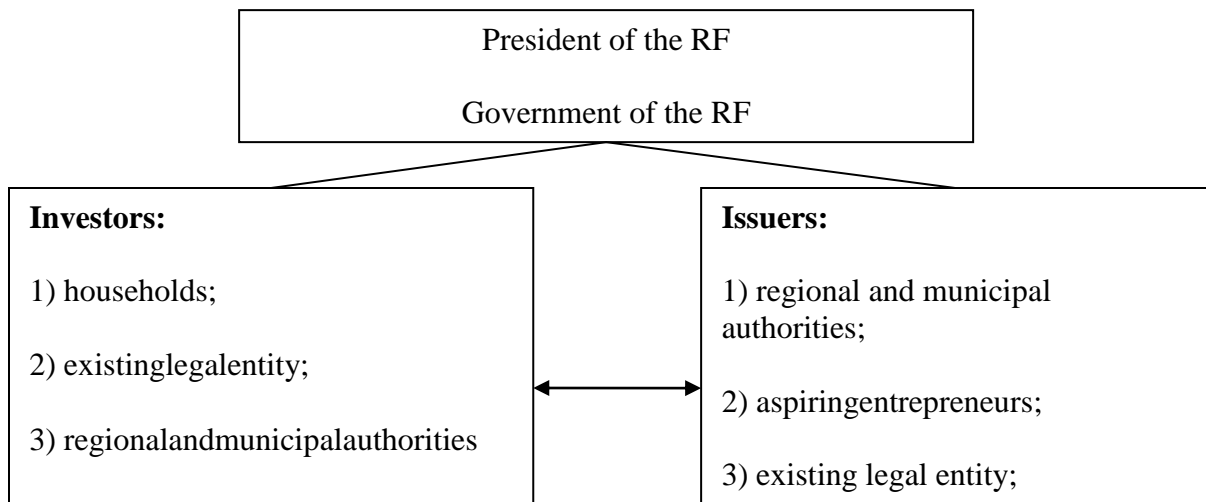 President of the RF
Government of the RF
Investors:
1) households;
2) existinglegalentity;
3) regionalandmunicipalauthorities
Issuers:
1) regional and municipal
authorities;
2) aspiringentrepreneurs;
3) existing legal entity;